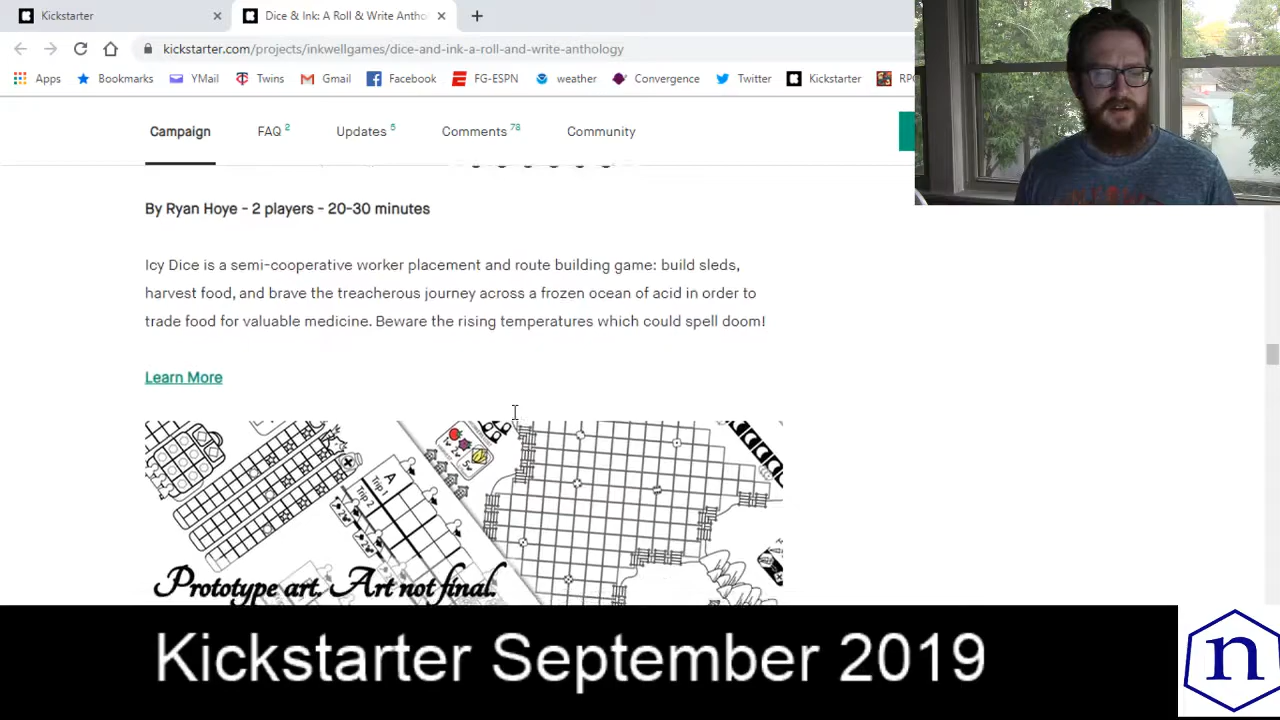 Kickstarter
Dice & Ink: A Roll & Write Antho
kickstarter.com/projects/inkwellgames/dice-and-ink-a-roll-and-write-anthology
Apps Bookmarks YMail Twins Gmail Facebook FG-ESPN weather Convergence Twitter Kickstarter RPG
Campaign FAQ 2 Updates 5 Comments 78 Community
By Ryan Hoye - 2 players - 20-30 minutes
Icy Dice is a semi-cooperative worker placement and route building game: build sleds,
harvest food, and brave the treacherous journey across a frozen ocean of acid in order to
trade food for valuable medicine. Beware the rising temperatures which could spell doom!
Learn More
A
Trip 1
Trip 2
Prototype art. Art not final.
Kickstarter September 2019
n